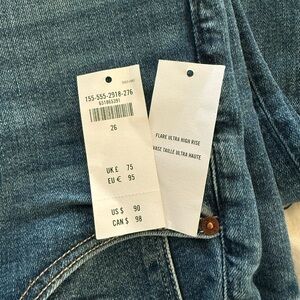 155-555-2918-276
26
UK £ 75
EU € 95
US $ 90
CAN $ 98
FLARE ULTRA HIGH RISE
VASE TAILLE ULTRA HAUTE